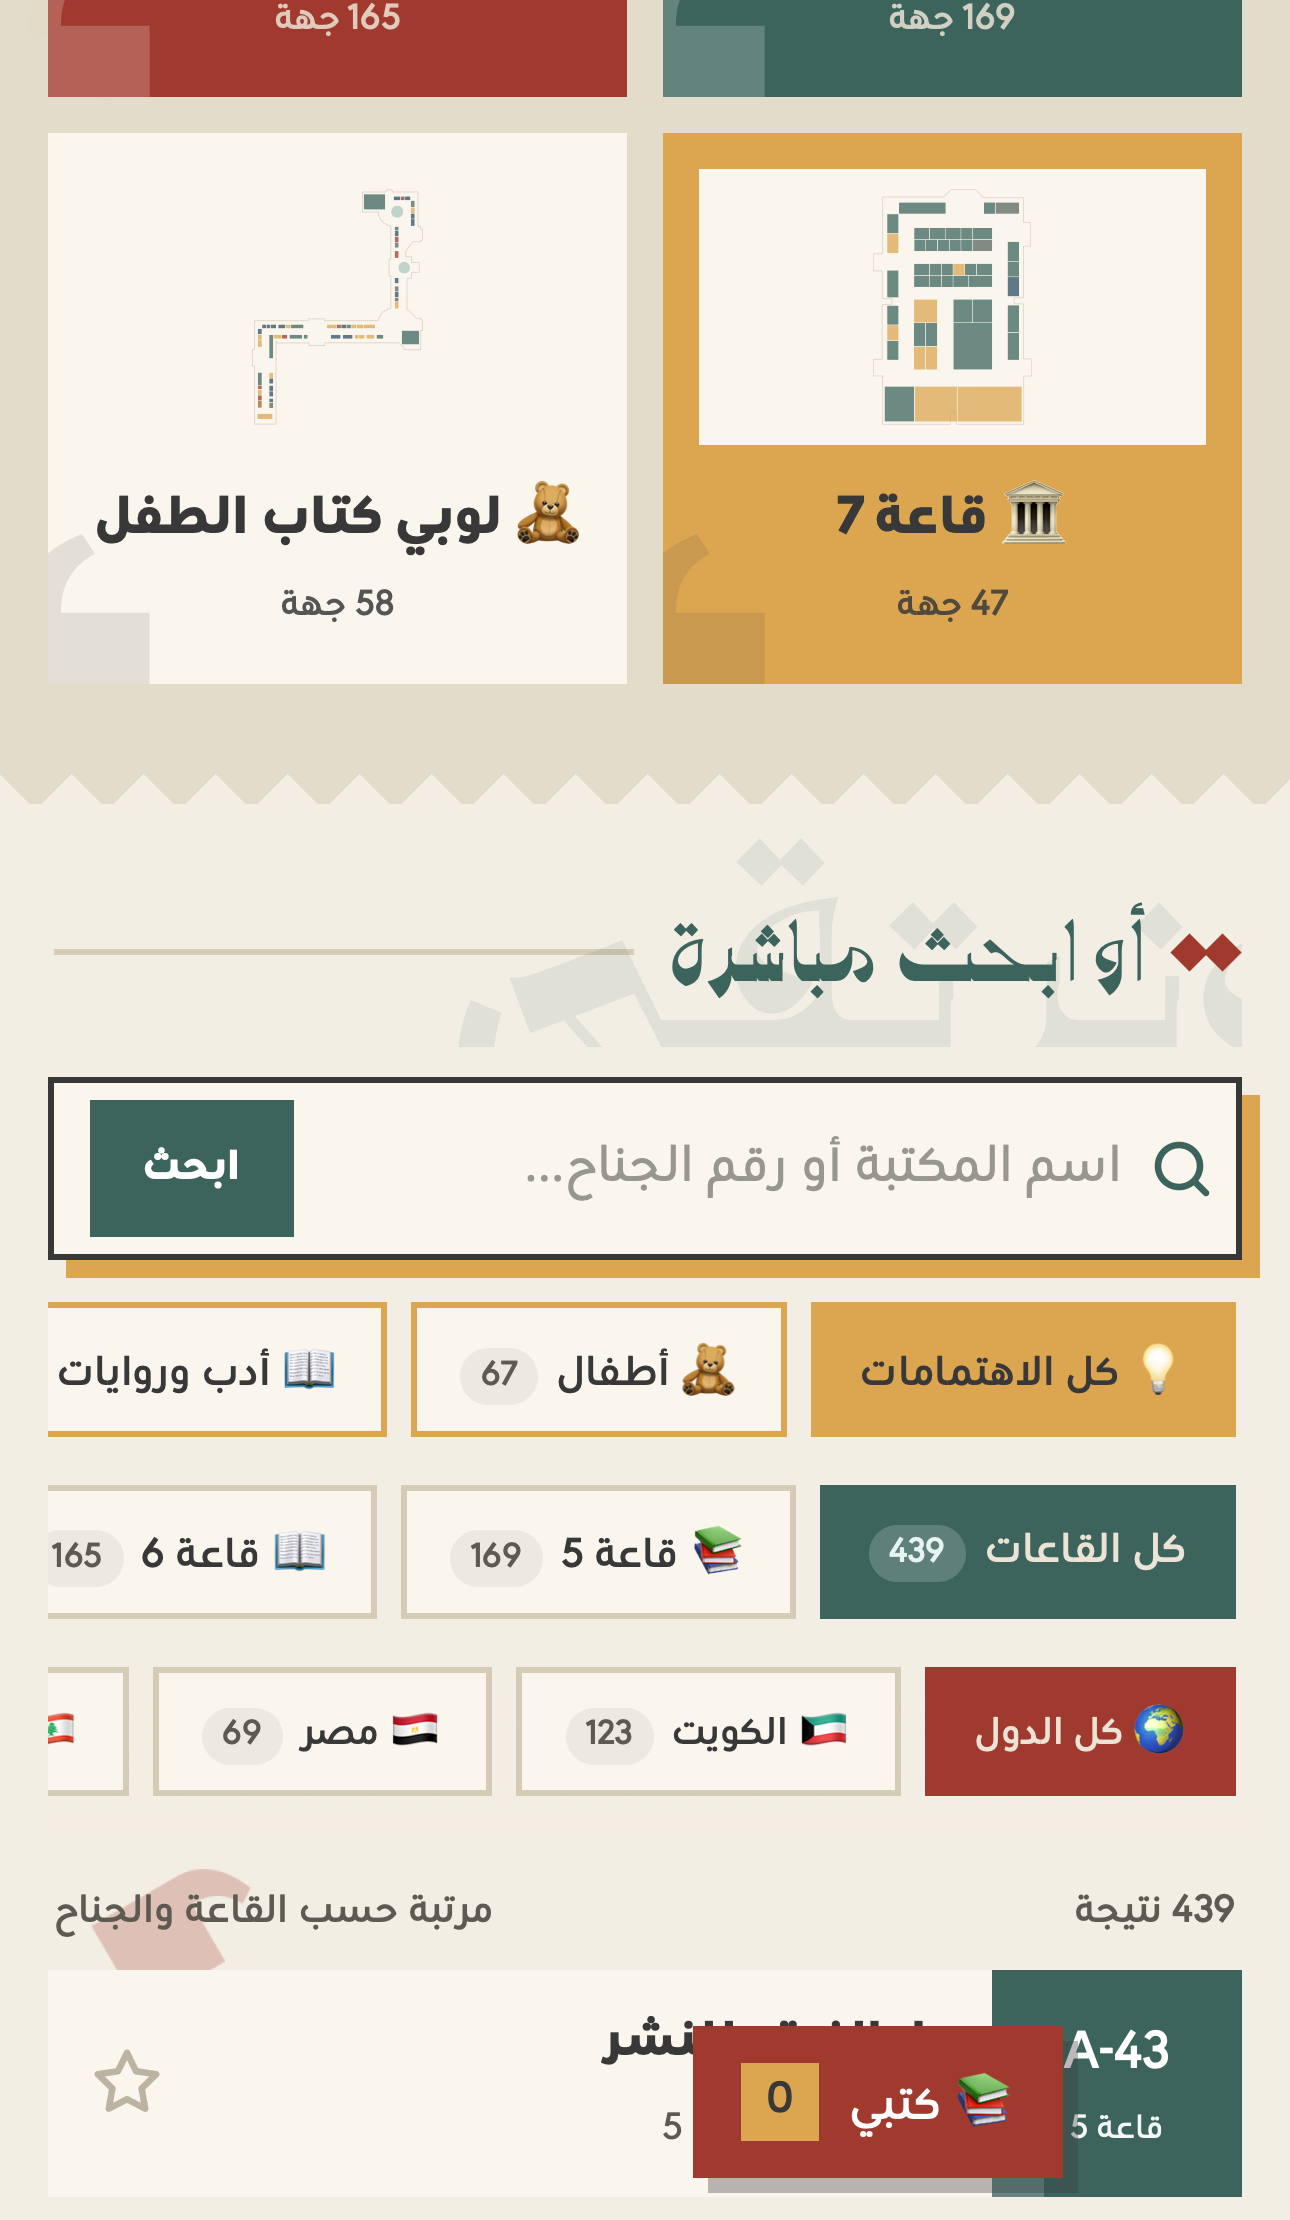 169 جهة
165 جهة
قاعة 7
47 جهة
لوبي كتاب الطفل
58 جهة
أو ابحث مباشرة
اسم المكتبة أو رقم الجناح...
ابحث
كل الاهتمامات
أطفال 67
أدب وروايات
كل القاعات 439
قاعة 5 169
قاعة 6 165
كل الدول
الكويت 123
مصر 69
439 نتيجة
مرتبة حسب القاعة والجناح
A-43
قاعة 5
للنشر
5
كتبي 0